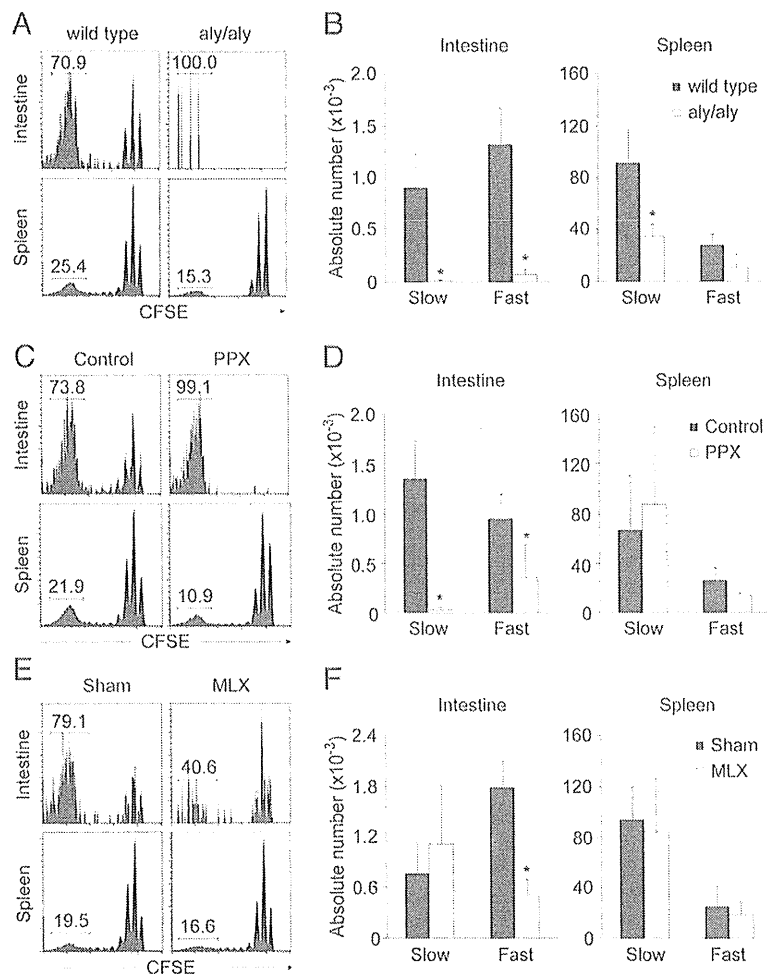 A
wild type
aly/aly
Intestine
70.9
100.0
Spleen
25.4
15.3
CFSE
B
Intestine
Spleen
Absolute number (x10-3)
2.0
1.5
1.0
0.5
0
Slow
Fast
*
*
160
120
80
40
0
wild type
aly/aly
*
Slow
Fast
C
Control
PPX
Intestine
73.8
99.1
Spleen
21.9
10.9
CFSE
D
Intestine
Spleen
Absolute number (x10-3)
2.0
1.5
1.0
0.5
0
*
*
Slow
Fast
160
120
80
40
0
Control
PPX
Slow
Fast
E
Sham
MLX
Intestine
79.1
40.6
Spleen
19.5
16.6
CFSE
F
Intestine
Spleen
Absolute number (x10-3)
2.4
1.8
1.2
0.6
0
*
Slow
Fast
160
120
80
40
0
Sham
MLX
Slow
Fast